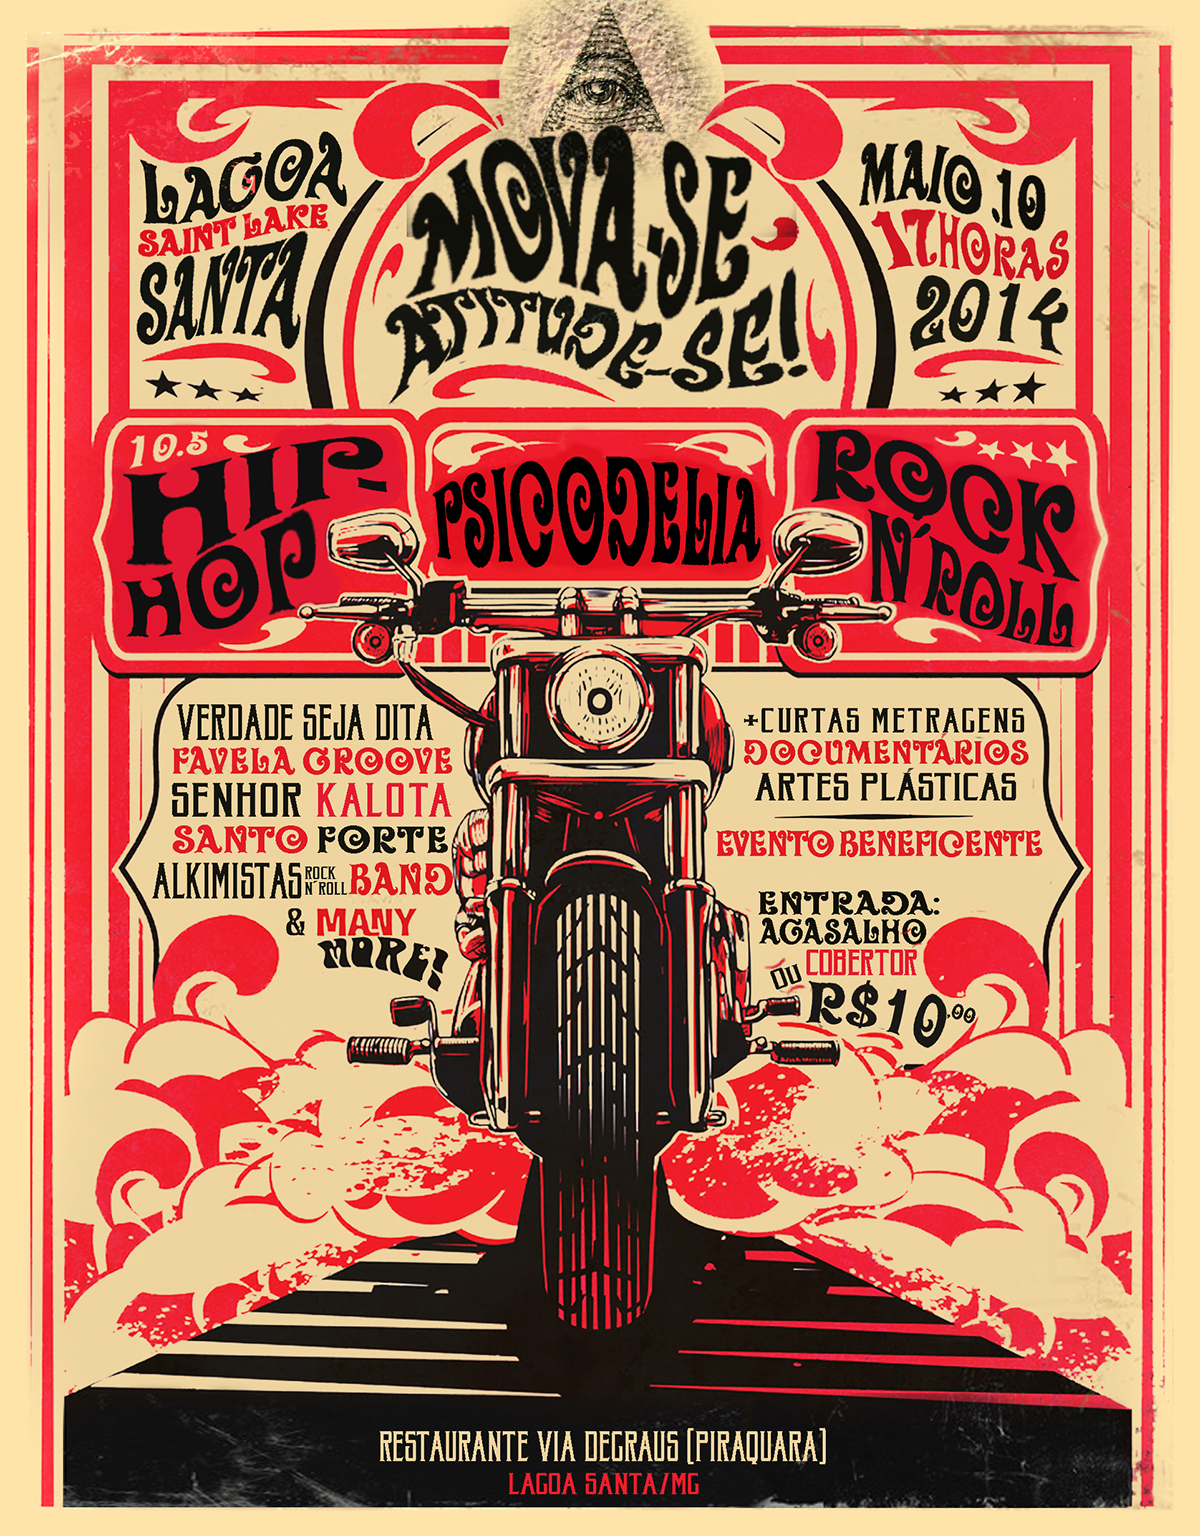 LAGOA
SAINT LAKE
SANTA
MOVA-SE
ATITUDE-SE!
MAIO .10
17HORAS
2014
10.5
HIP-
HOP
PSICODELIA
ROCK
N'ROLL
VERDADE SEJA DITA
FAVELA GROOVE
SENHOR KALOTA
SANTO FORTE
ALKIMISTAS ROCK N'ROLL BAND
& MANY
MORE!
+CURTAS METRAGENS
DOCUMENTÁRIOS
ARTES PLÁSTICAS
EVENTO BENEFICENTE
ENTRADA:
AGASALHO
OU COBERTOR
R$10.00
RESTAURANTE VIA DEGRAUS (PIRAQUARA)
LAGOA SANTA/MG